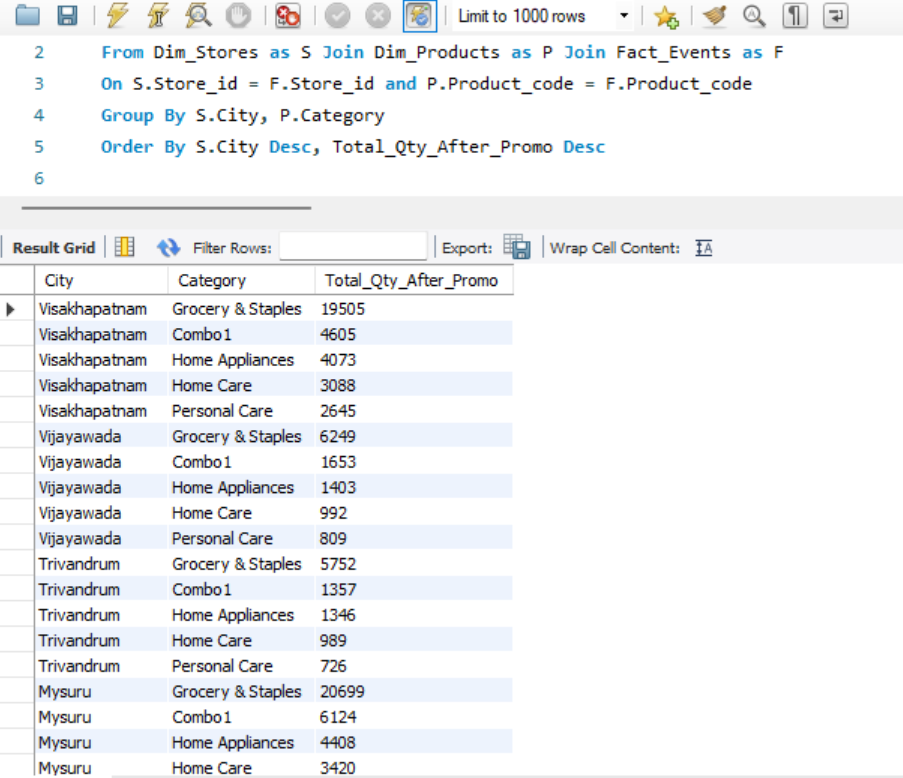 Limit to 1000 rows
2 From Dim_Stores as S Join Dim_Products as P Join Fact_Events as F
3 On S.Store_id = F.Store_id and P.Product_code = F.Product_code
4 Group By S.City, P.Category
5 Order By S.City Desc, Total_Qty_After_Promo Desc
6
Result Grid Filter Rows: Export: Wrap Cell Content: IA
City Category Total_Qty_After_Promo
Visakhapatnam Grocery & Staples 19505
Visakhapatnam Combo1 4605
Visakhapatnam Home Appliances 4073
Visakhapatnam Home Care 3088
Visakhapatnam Personal Care 2645
Vijayawada Grocery & Staples 6249
Vijayawada Combo1 1653
Vijayawada Home Appliances 1403
Vijayawada Home Care 992
Vijayawada Personal Care 809
Trivandrum Grocery & Staples 5752
Trivandrum Combo1 1357
Trivandrum Home Appliances 1346
Trivandrum Home Care 989
Trivandrum Personal Care 726
Mysuru Grocery & Staples 20699
Mysuru Combo1 6124
Mysuru Home Appliances 4408
Mysuru Home Care 3420